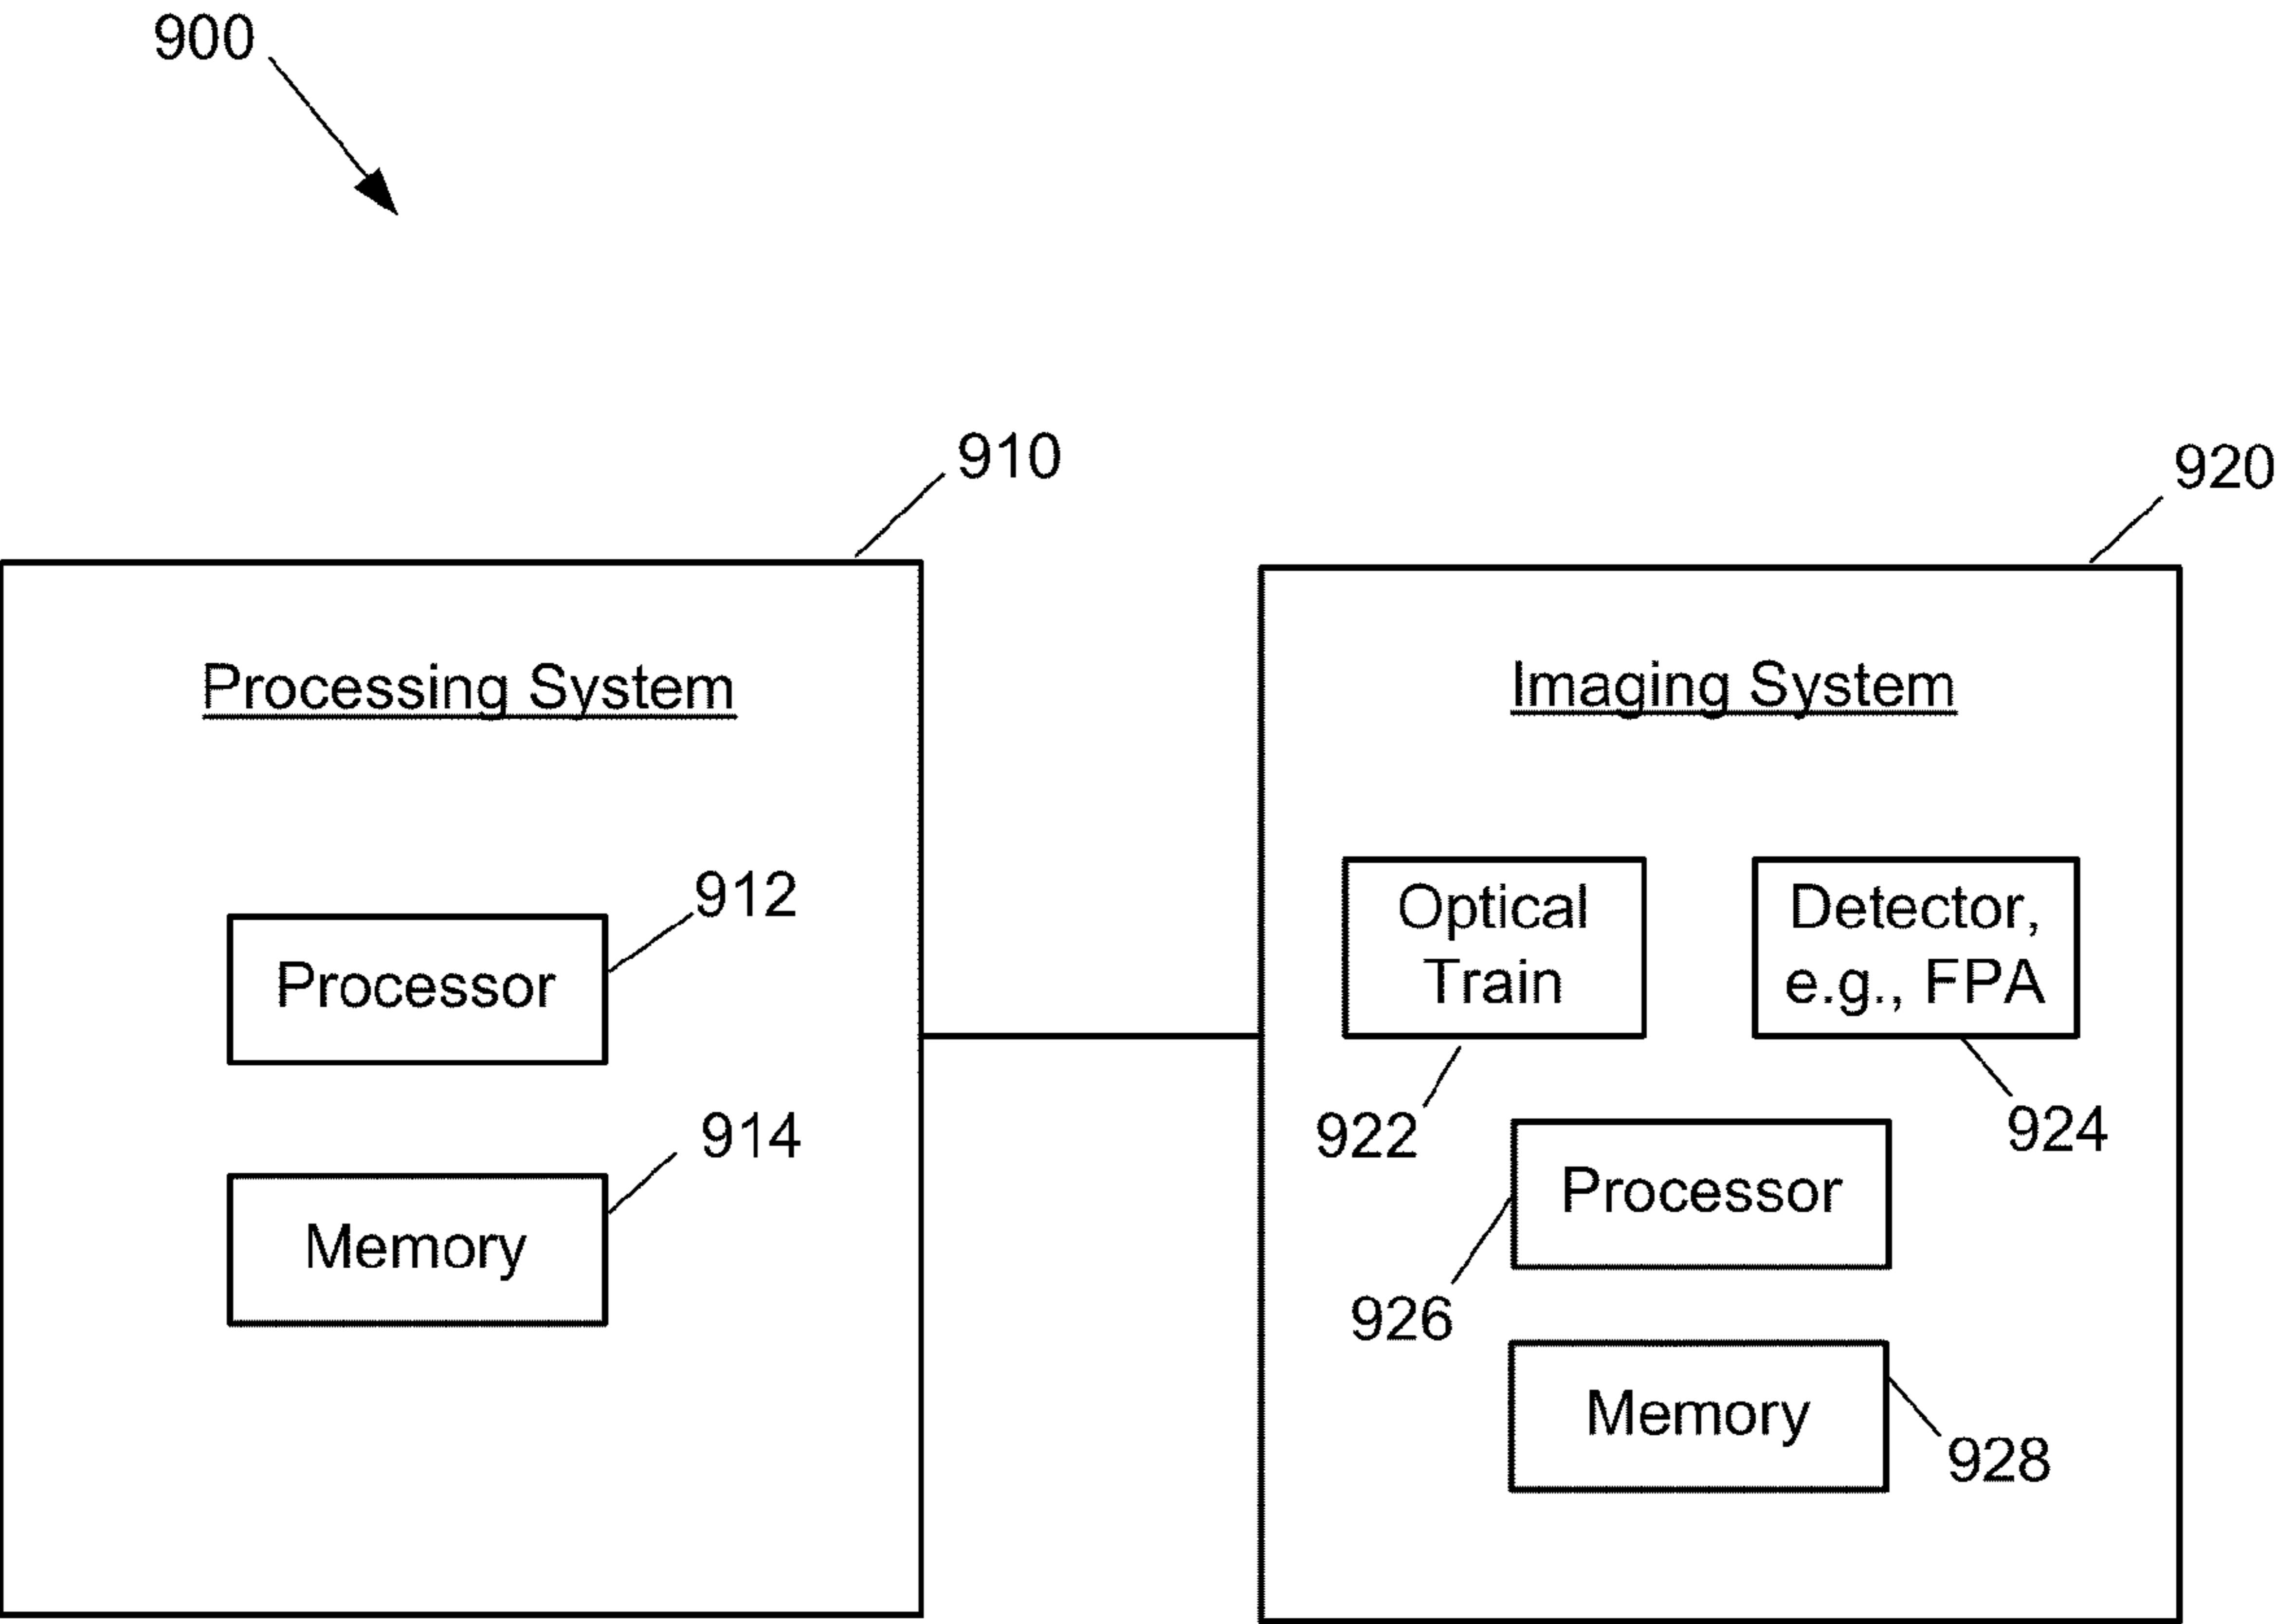 900
910
920
Processing System
Imaging System
912
Processor
914
Memory
Optical
Train
Detector,
e.g., FPA
922
924
Processor
926
Memory
928